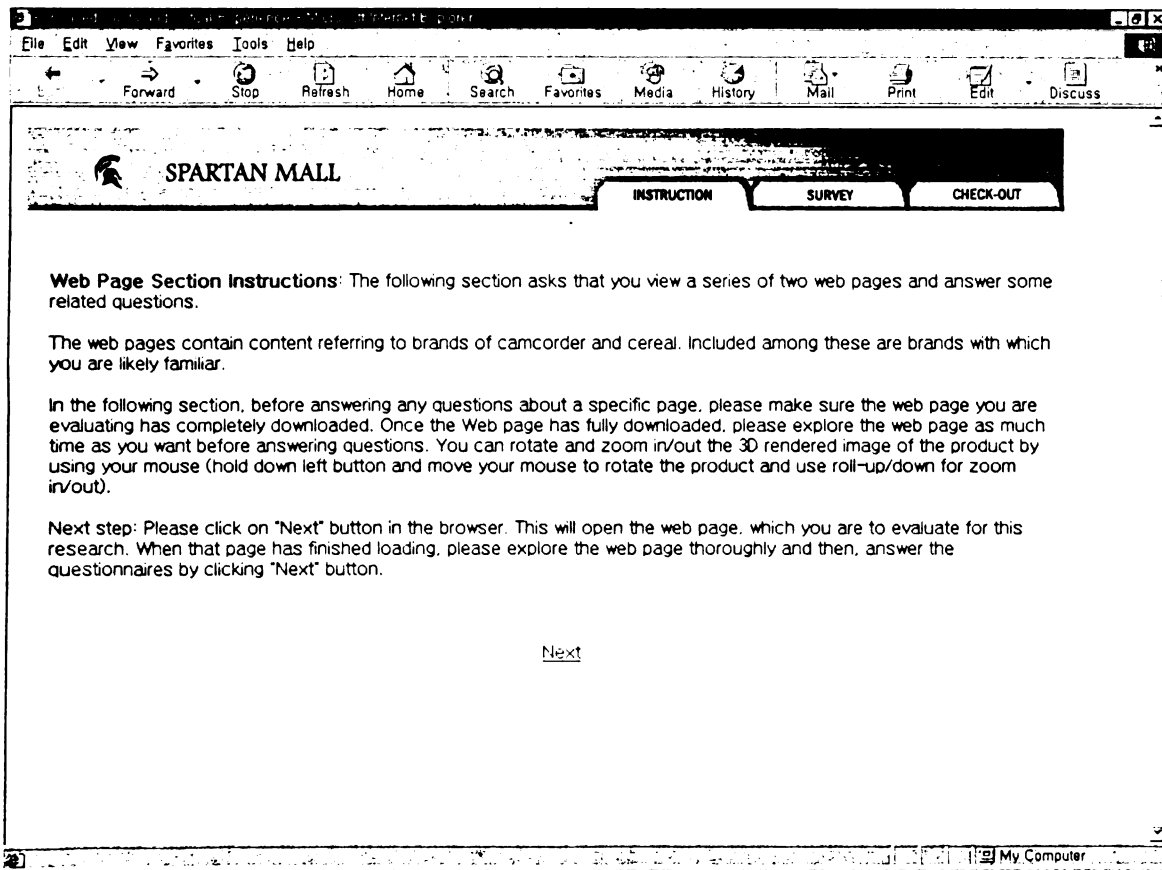 File Edit View Favorites Tools Help
Forward Stop Refresh Home Search Favorites Media History Mail Print Edit Discuss
SPARTAN MALL
INSTRUCTION SURVEY CHECK-OUT
Web Page Section Instructions: The following section asks that you view a series of two web pages and answer some
related questions.
The web pages contain content referring to brands of camcorder and cereal. Included among these are brands with which
you are likely familiar.
In the following section, before answering any questions about a specific page, please make sure the web page you are
evaluating has completely downloaded. Once the Web page has fully downloaded, please explore the web page as much
time as you want before answering questions. You can rotate and zoom in/out the 3D rendered image of the product by
using your mouse (hold down left button and move your mouse to rotate the product and use roll-up/down for zoom
in/out).
Next step: Please click on "Next" button in the browser. This will open the web page, which you are to evaluate for this
research. When that page has finished loading, please explore the web page thoroughly and then, answer the
questionnaires by clicking "Next" button.
Next
My Computer